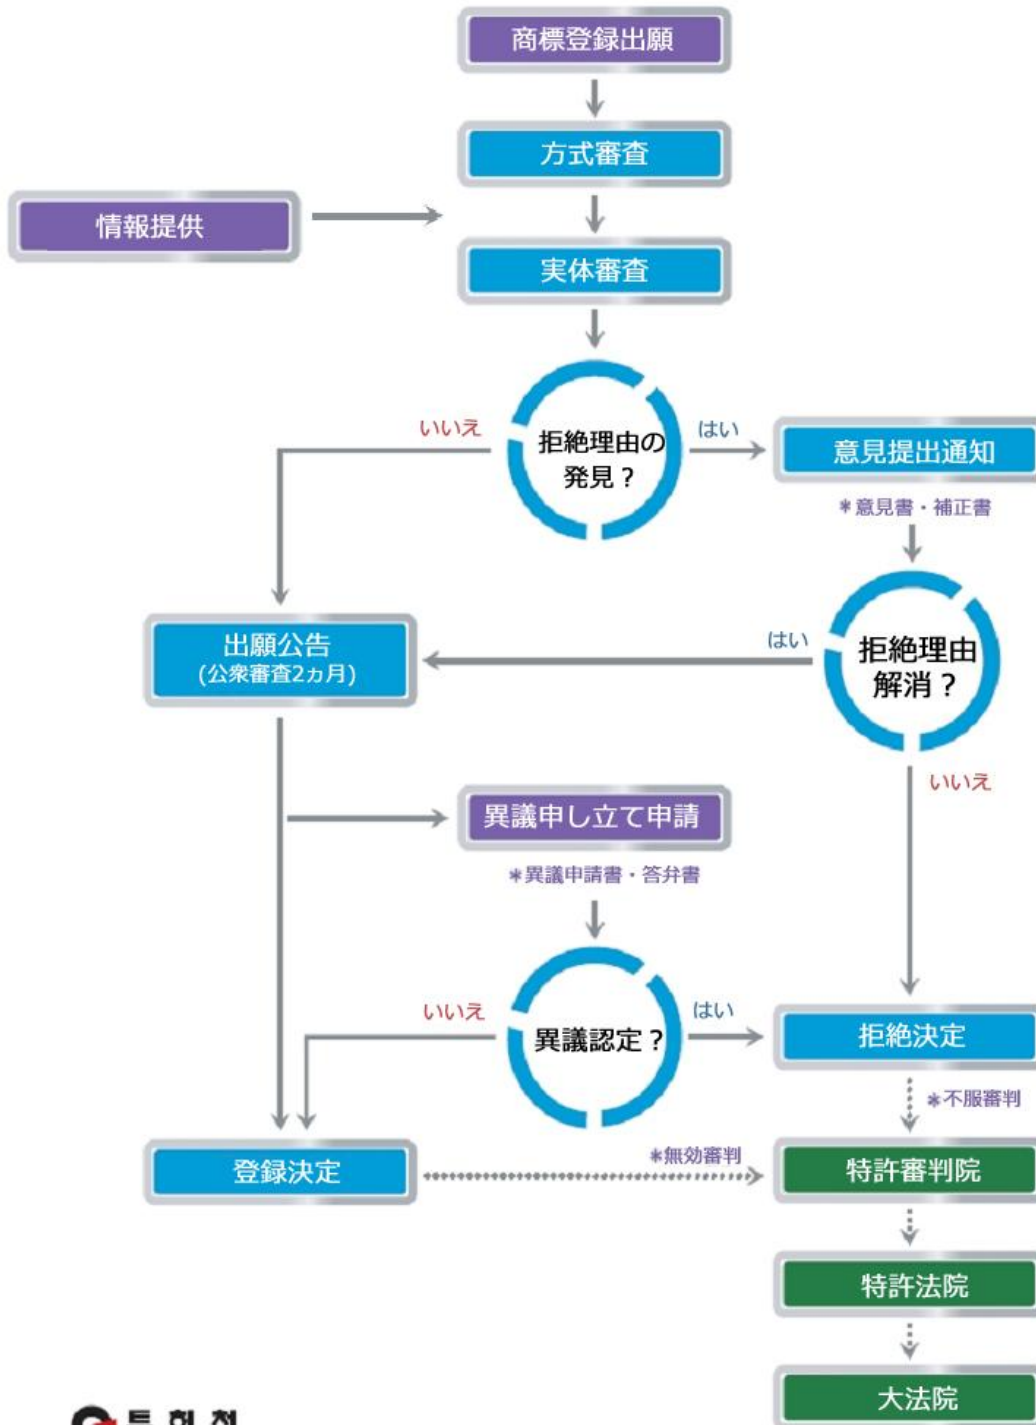 商標登録出願
方式審査
情報提供
実体審査
いいえ
拒絶理由の
発見？
はい
意見提出通知
*意見書・補正書
出願公告
(公衆審査2ヵ月)
はい
拒絶理由
解消？
いいえ
異議申し立て申請
*異議申請書・答弁書
いいえ
異議認定？
はい
拒絶決定
*不服審判
登録決定
*無効審判
特許審判院
特許法院
大法院
특허청